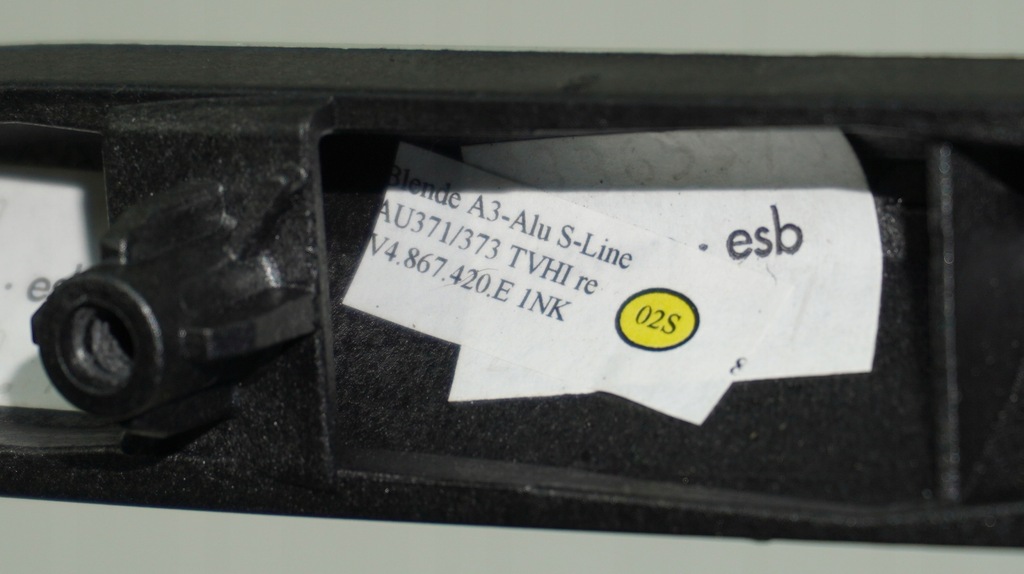 Blende A3-Alu S-Line
AU371/373 TVHI re
V4.867.420.E 1NK
02S
esb